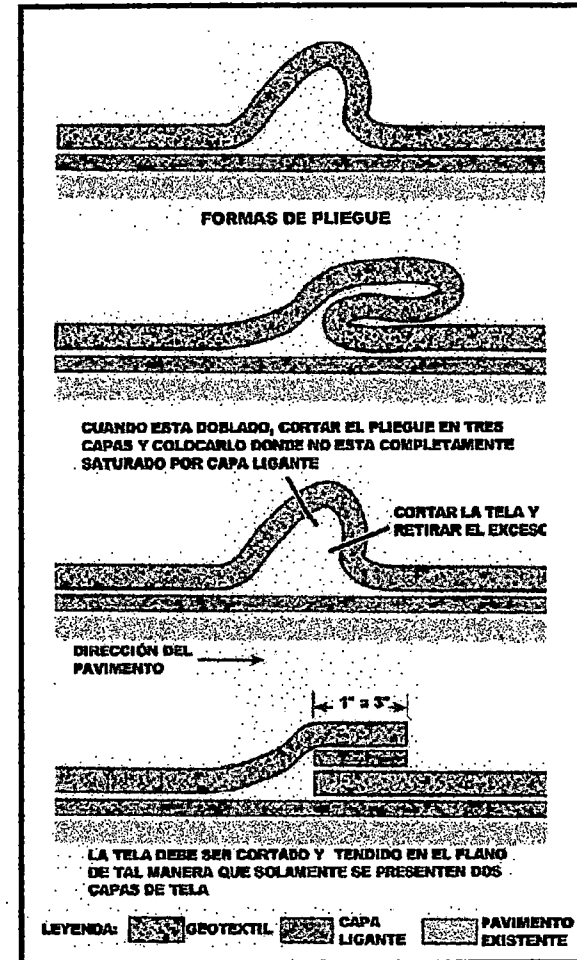 FORMAS DE PLIEGUE
CUANDO ESTA DOBLADO, CORTAR EL PLIEGUE EN TRES
CAPAS Y COLOCARLO DONDE NO ESTA COMPLETAMENTE
SATURADO POR CAPA LIGANTE
CORTAR LA TELA Y
RETIRAR EL EXCESO
DIRECCIÓN DEL
PAVIMENTO
1" a 3"
LA TELA DEBE SER CORTADO Y TENDIDO EN EL PLANO
DE TAL MANERA QUE SOLAMENTE SE PRESENTEN DOS
CAPAS DE TELA
LEYENDA: GEOTEXTIL CAPA LIGANTE PAVIMENTO EXISTENTE